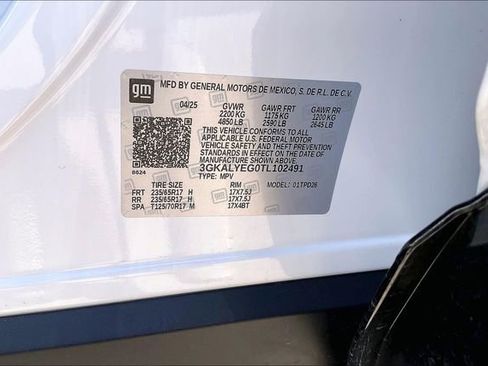 gm
MFD BY GENERAL MOTORS DE MEXICO, S. DE R.L. DE C.V.
04/25 GVWR GAWR FRT GAWR RR
2200 KG 1175 KG 1200 KG
4850 LB 2590 LB 2645 LB
THIS VEHICLE CONFORMS TO ALL
APPLICABLE U.S. FEDERAL MOTOR
VEHICLE SAFETY AND THEFT PREVENTION
STANDARDS IN EFFECT ON THE DATE OF
MANUFACTURE SHOWN ABOVE.
3GKALYEG0TL102491
8024 TYPE: MPV MODEL: 01TPD26
TIRE SIZE RIM
FRT 235/65R17 H 17X7.5J
RR 235/65R17 H 17X7.5J
SPA T125/70R17 M 17X4BT